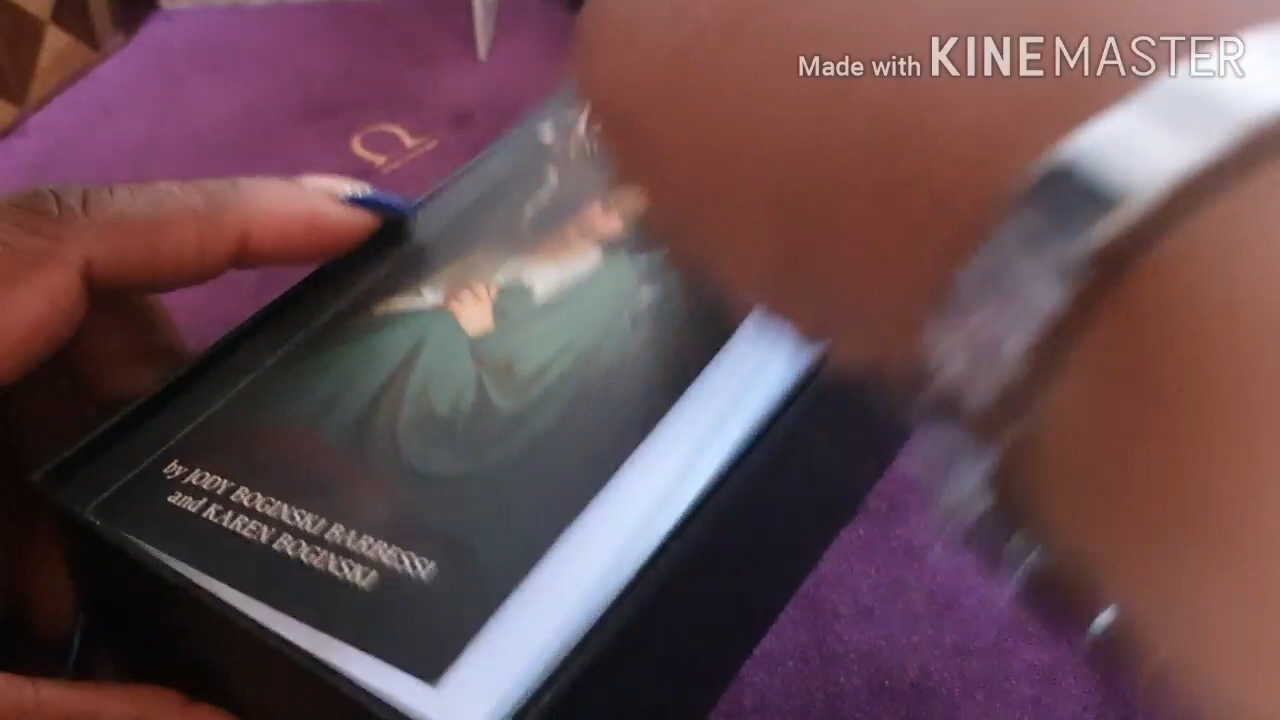 Made with KINEMASTER
Ω
by JODY BOGINSKI BARBESSI
and KAREN BOGINSKI